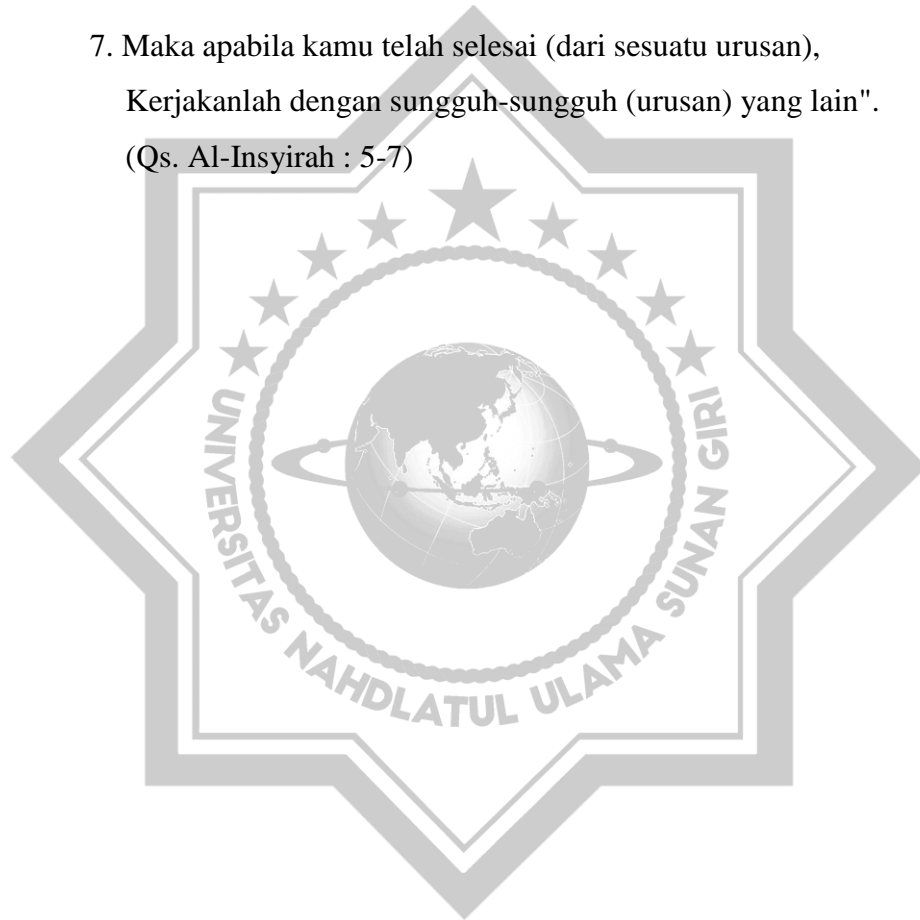 7. Maka apabila kamu telah selesai (dari sesuatu urusan),
Kerjakanlah dengan sungguh-sungguh (urusan) yang lain".
(Qs. Al-Insyirah : 5-7)
UNIVERSITAS NAHDLATUL ULAMA SUNAN GIRI